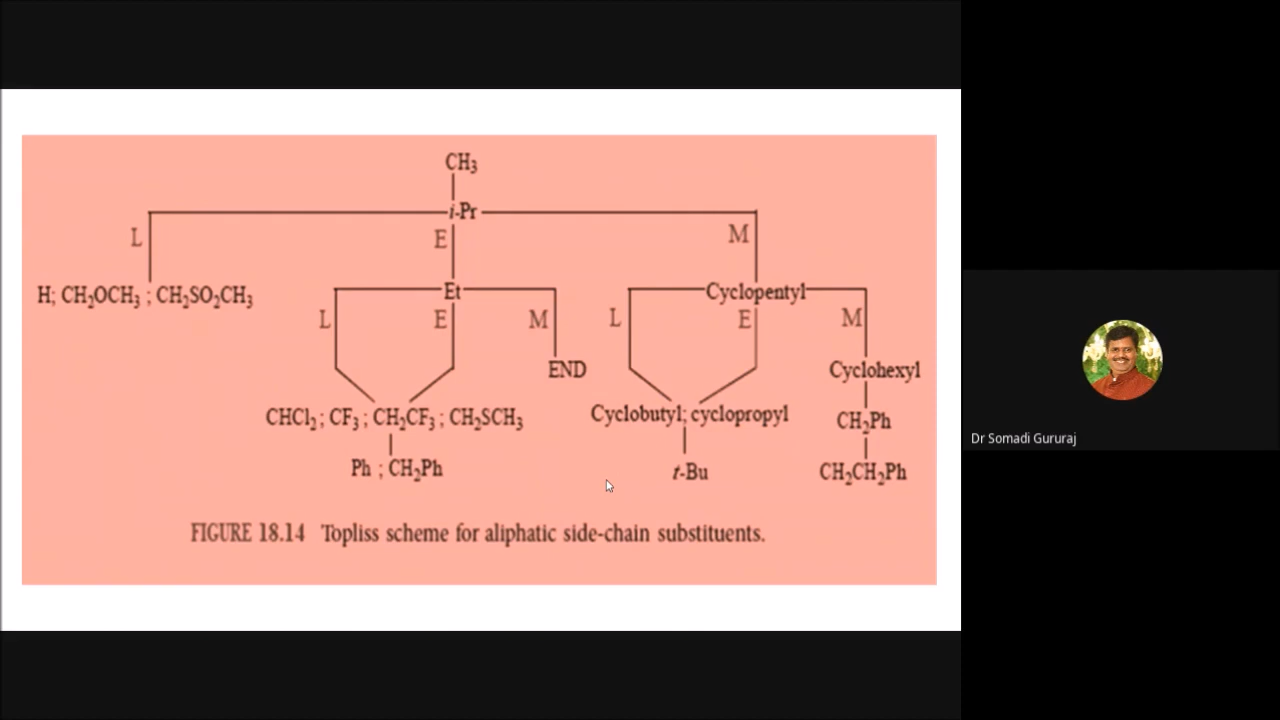 CH₃
i-Pr
L E M
H; CH₂OCH₃ ; CH₂SO₂CH₃
Et
Cyclopentyl
L E M L E M
END
Cyclohexyl
CHCl₂; CF₃; CH₂CF₃; CH₂SCH₃
Cyclobutyl; cyclopropyl
CH₂Ph
Ph ; CH₂Ph
t-Bu
CH₂CH₂Ph
FIGURE 18.14 Topliss scheme for aliphatic side-chain substituents.
Dr Somadi Gururaj